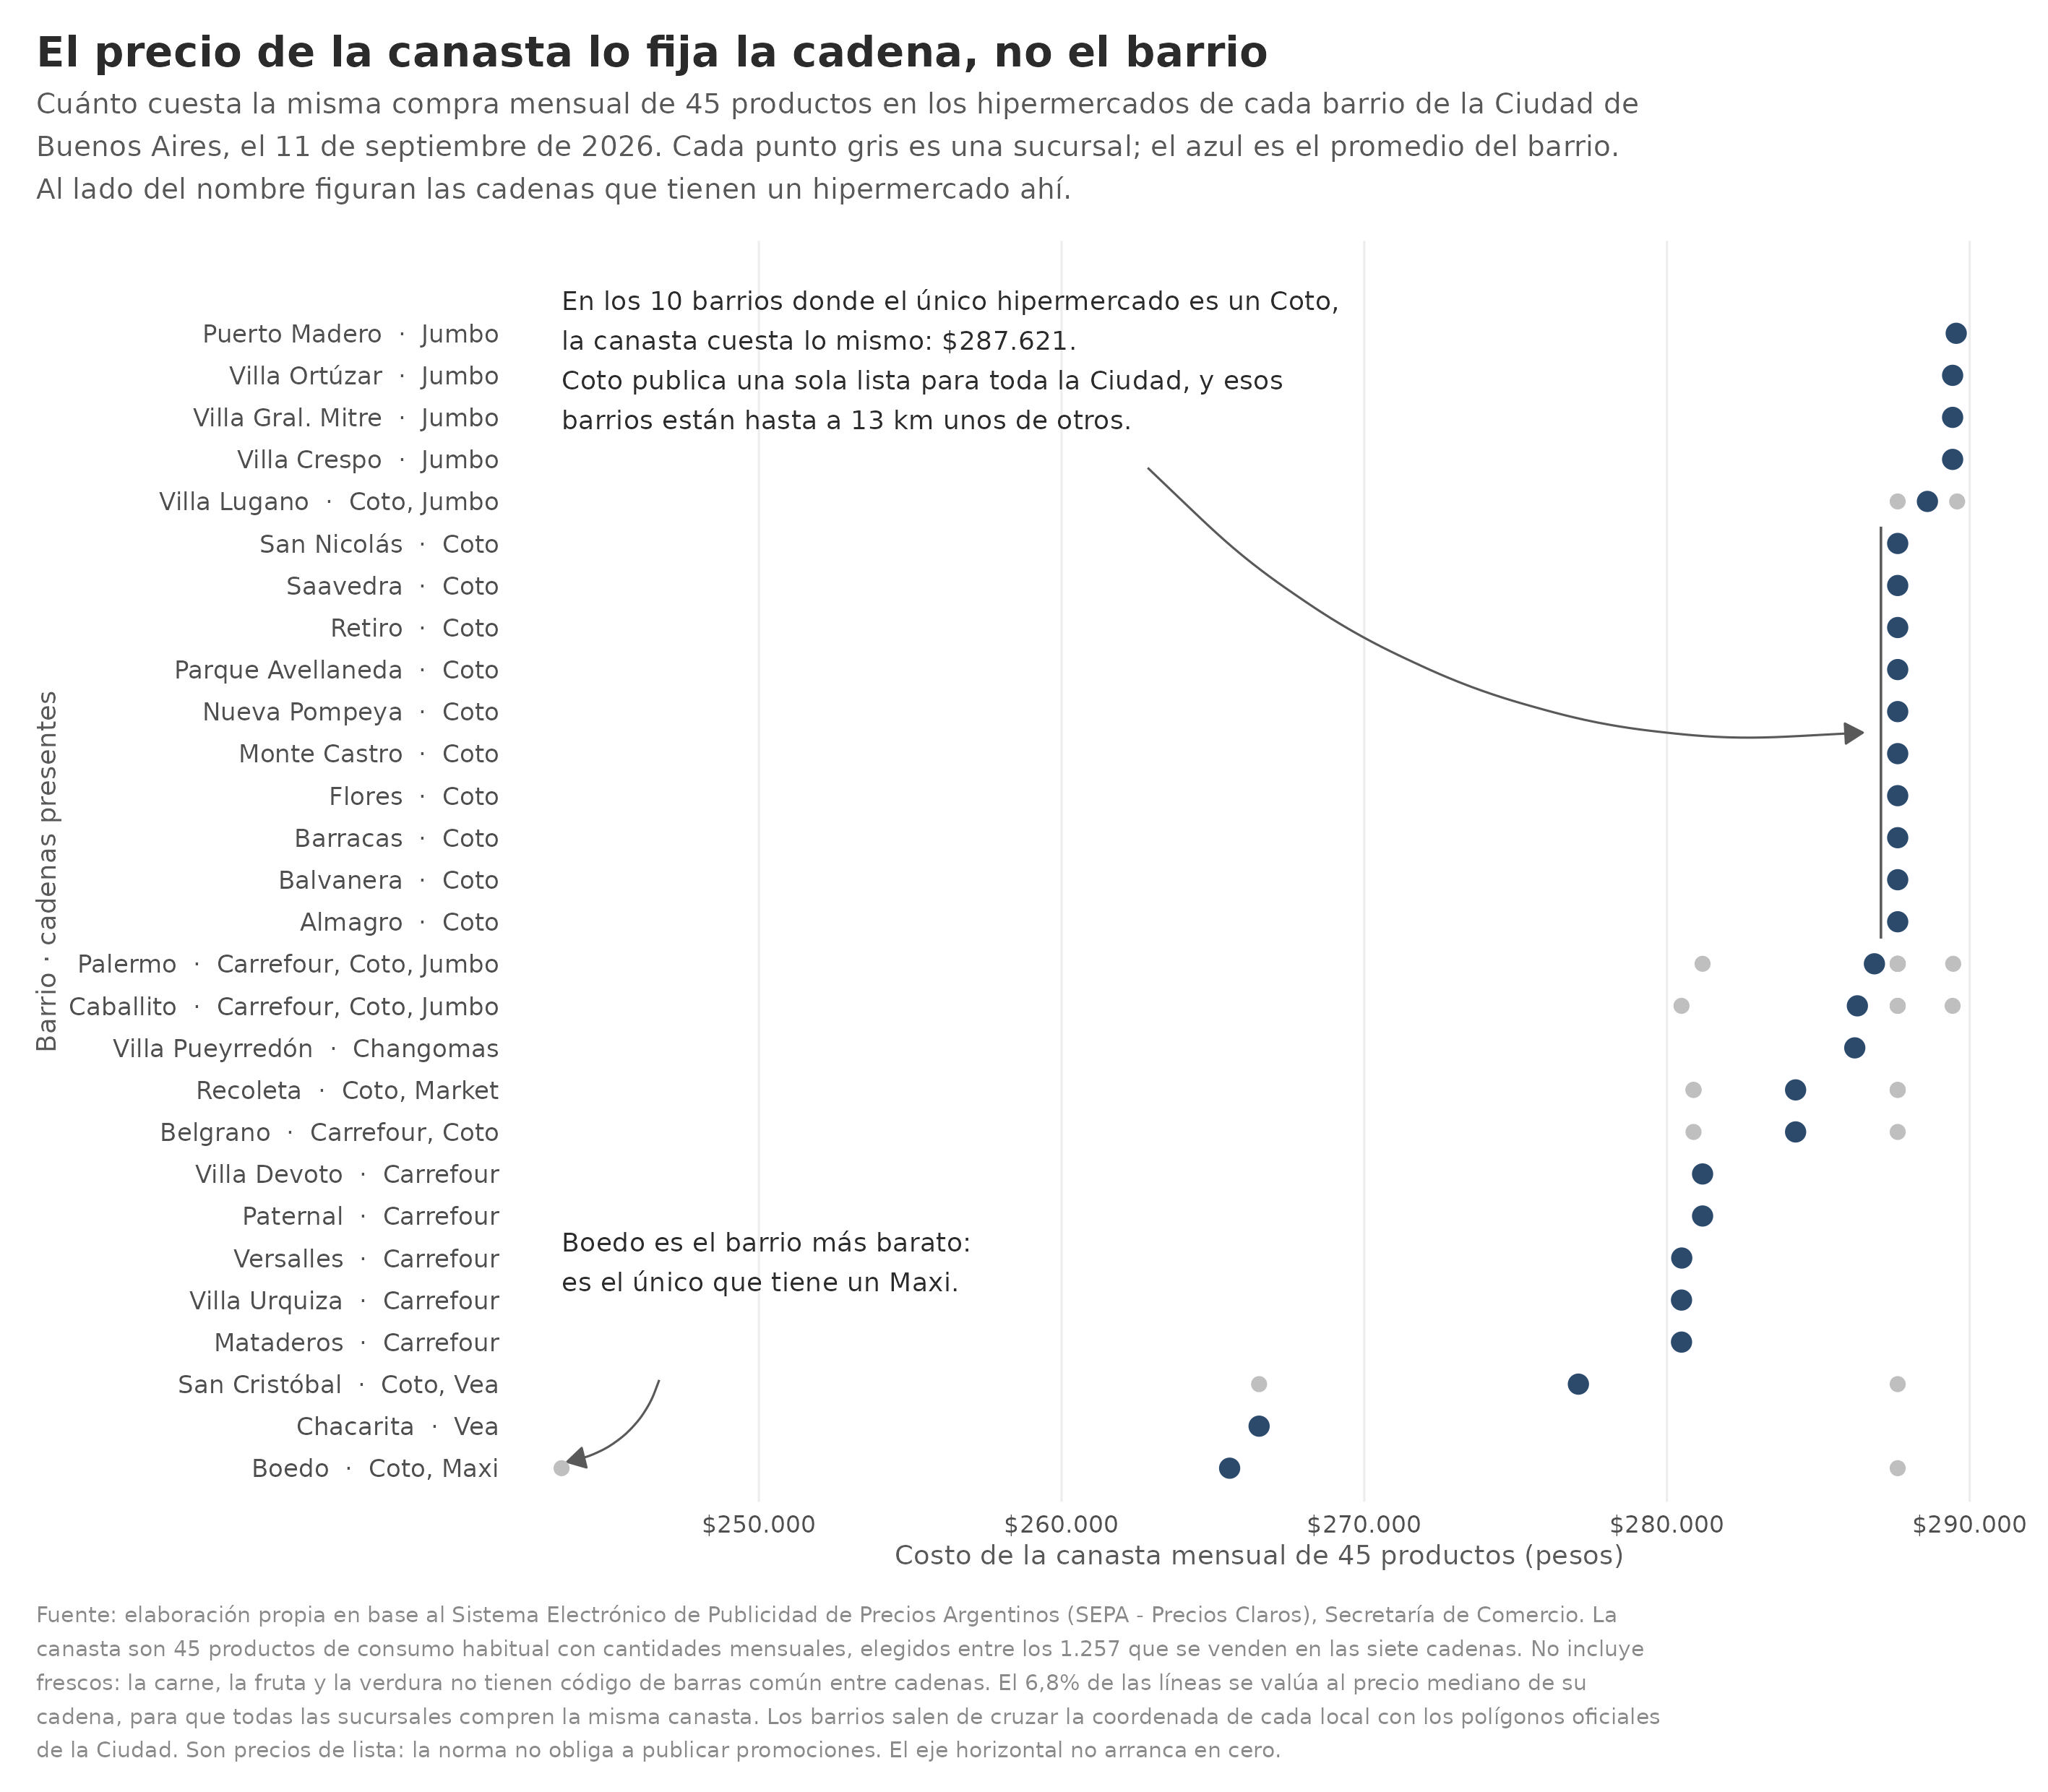 El precio de la canasta lo fija la cadena, no el barrio
Cuánto cuesta la misma compra mensual de 45 productos en los hipermercados de cada barrio de la Ciudad de
Buenos Aires, el 11 de septiembre de 2026. Cada punto gris es una sucursal; el azul es el promedio del barrio.
Al lado del nombre figuran las cadenas que tienen un hipermercado ahí.
En los 10 barrios donde el único hipermercado es un Coto,
la canasta cuesta lo mismo: $287.621.
Coto publica una sola lista para toda la Ciudad, y esos
barrios están hasta a 13 km unos de otros.
Puerto Madero · Jumbo
Villa Ortúzar · Jumbo
Villa Gral. Mitre · Jumbo
Villa Crespo · Jumbo
Villa Lugano · Coto, Jumbo
San Nicolás · Coto
Saavedra · Coto
Retiro · Coto
Parque Avellaneda · Coto
Nueva Pompeya · Coto
Monte Castro · Coto
Flores · Coto
Barracas · Coto
Balvanera · Coto
Almagro · Coto
Palermo · Carrefour, Coto, Jumbo
Caballito · Carrefour, Coto, Jumbo
Villa Pueyrredón · Changomas
Recoleta · Coto, Market
Belgrano · Carrefour, Coto
Villa Devoto · Carrefour
Paternal · Carrefour
Versalles · Carrefour
Villa Urquiza · Carrefour
Mataderos · Carrefour
San Cristóbal · Coto, Vea
Chacarita · Vea
Boedo · Coto, Maxi
Barrio · cadenas presentes
Boedo es el barrio más barato:
es el único que tiene un Maxi.
$250.000
$260.000
$270.000
$280.000
$290.000
Costo de la canasta mensual de 45 productos (pesos)
Fuente: elaboración propia en base al Sistema Electrónico de Publicidad de Precios Argentinos (SEPA - Precios Claros), Secretaría de Comercio. La
canasta son 45 productos de consumo habitual con cantidades mensuales, elegidos entre los 1.257 que se venden en las siete cadenas. No incluye
frescos: la carne, la fruta y la verdura no tienen código de barras común entre cadenas. El 6,8% de las líneas se valúa al precio mediano de su
cadena, para que todas las sucursales compren la misma canasta. Los barrios salen de cruzar la coordenada de cada local con los polígonos oficiales
de la Ciudad. Son precios de lista: la norma no obliga a publicar promociones. El eje horizontal no arranca en cero.